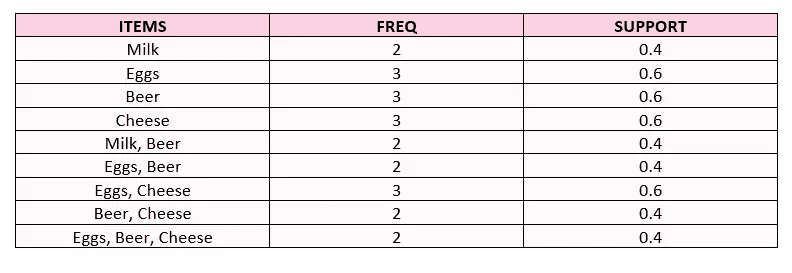 ITEMS FREQ SUPPORT
Milk 2 0.4
Eggs 3 0.6
Beer 3 0.6
Cheese 3 0.6
Milk, Beer 2 0.4
Eggs, Beer 2 0.4
Eggs, Cheese 3 0.6
Beer, Cheese 2 0.4
Eggs, Beer, Cheese 2 0.4